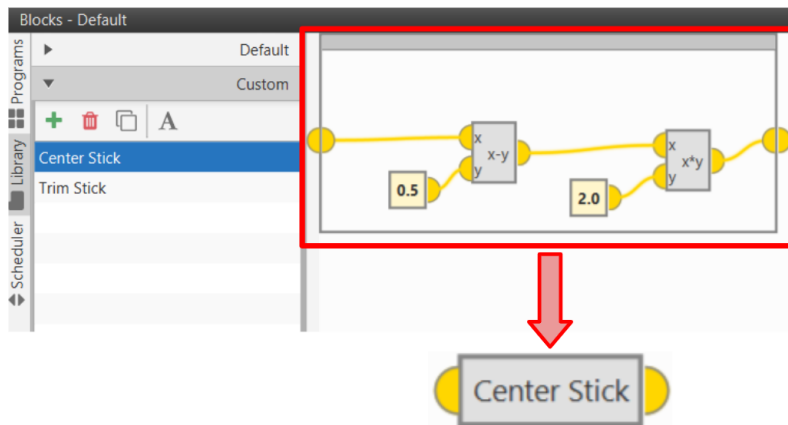 Blocks - Default
Programs
Library
Scheduler
Default
Custom
A
Center Stick
Trim Stick
x
y
x-y
0.5
x
y
x*y
2.0
Center Stick